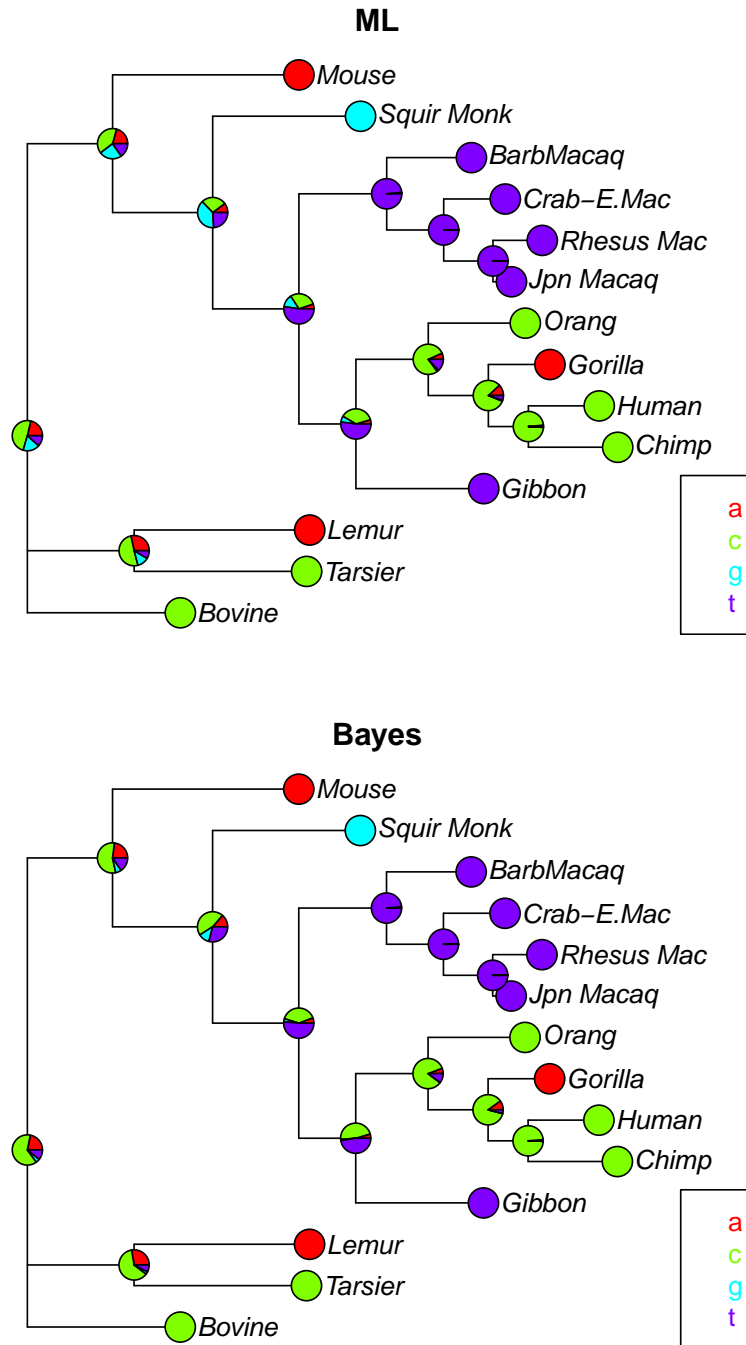 ML
Mouse
Squir Monk
BarbMacaq
Crab−E.Mac
Rhesus Mac
Jpn Macaq
Orang
Gorilla
Human
Chimp
Gibbon
Lemur
Tarsier
Bovine
a
c
g
t
Bayes
Mouse
Squir Monk
BarbMacaq
Crab−E.Mac
Rhesus Mac
Jpn Macaq
Orang
Gorilla
Human
Chimp
Gibbon
Lemur
Tarsier
Bovine
a
c
g
t